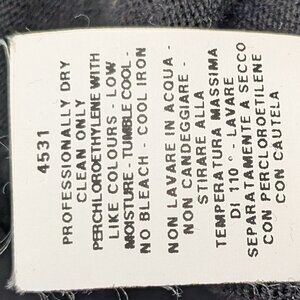 4531
PROFESSIONALLY DRY
CLEAN ONLY
PERCHLOROETHYLENE WITH
LIKE COLOURS - LOW
MOISTURE - TUMBLE COOL -
NO BLEACH - COOL IRON
NON LAVARE IN ACQUA -
NON CANDEGGIARE -
STIRARE ALLA
TEMPERATURA MASSIMA
DI 110 ° - LAVARE
SEPARATAMENTE A SECCO
CON PERCLOROETILENE
CON CAUTELA